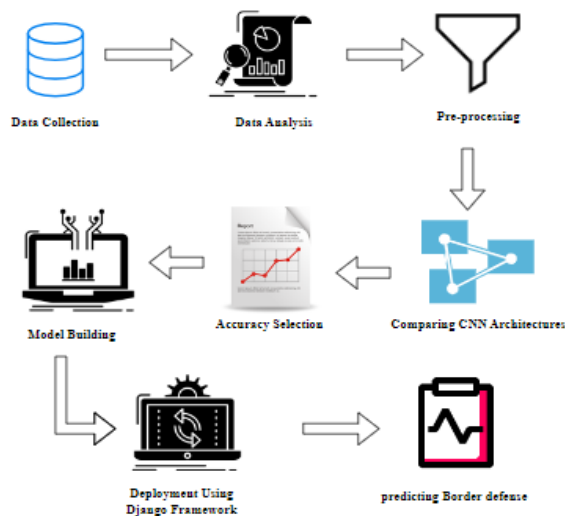 Data Collection
Data Analysis
Pre-processing
Report
Model Building
Accuracy Selection
Comparing CNN Architectures
Deployment Using
Django Framework
predicting Border defense